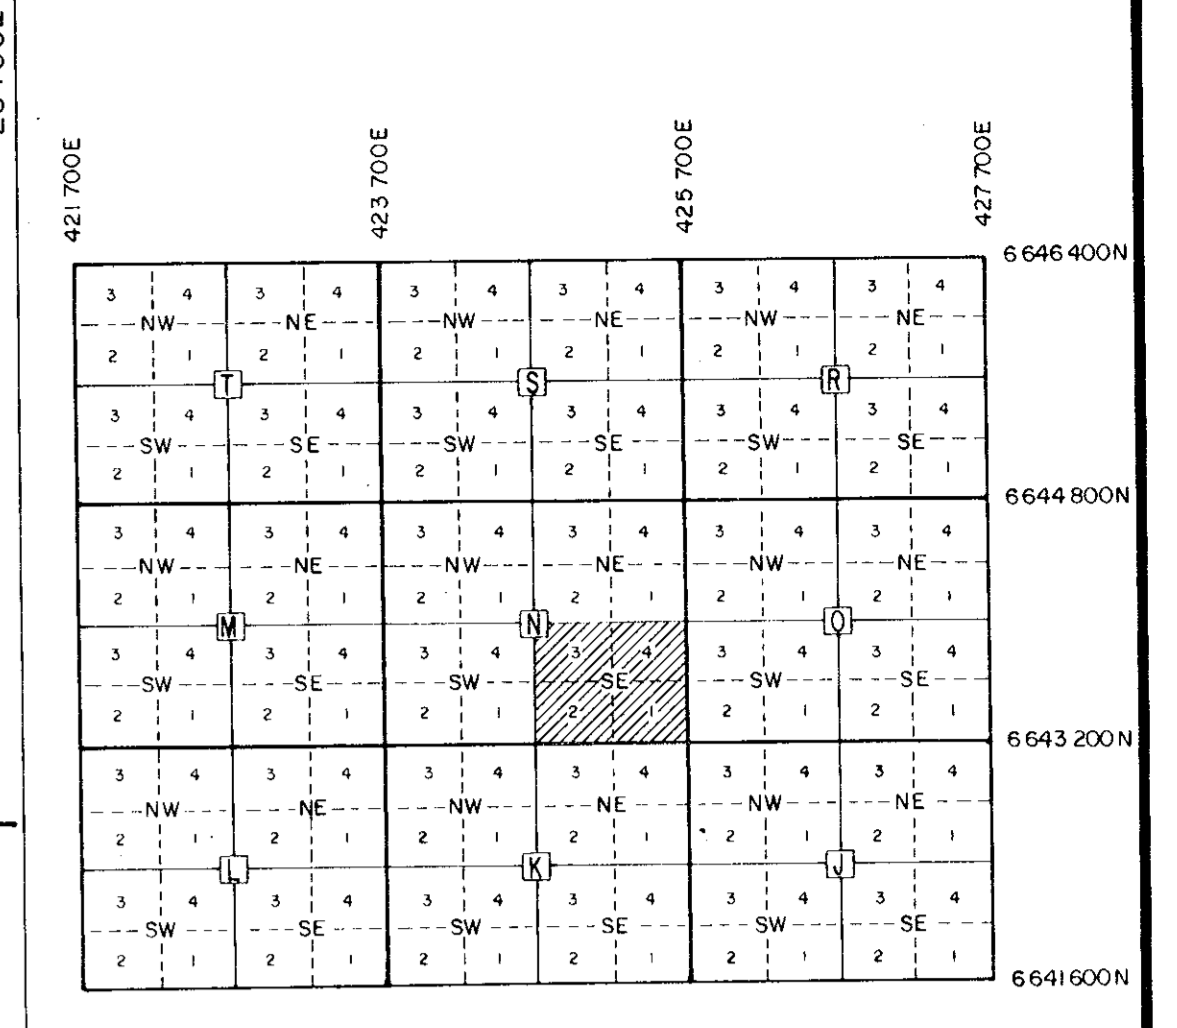 421 700E 423 700E 425 700E 427 700E
6 646 400N
3 4 3 4 3 4 3 4 3 4 3 4
NW NE NW NE NW NE
2 1 2 1 2 1 2 1 2 1 2 1
T S R
3 4 3 4 3 4 3 4 3 4 3 4
SW SE SW SE SW SE
2 1 2 1 2 1 2 1 2 1 2 1
6 644 800N
3 4 3 4 3 4 3 4 3 4 3 4
NW NE NW NE NW NE
2 1 2 1 2 1 2 1 2 1 2 1
M N O
3 4 3 4 3 4 3 4 3 4 3 4
SW SE SW SE SW SE
2 1 2 1 2 1 2 1 2 1 2 1
6 643 200N
3 4 3 4 3 4 3 4 3 4 3 4
NW NE NW NE NW NE
2 1 2 1 2 1 2 1 2 1 2 1
L K J
3 4 3 4 3 4 3 4 3 4 3 4
SW SE SW SE SW SE
2 1 2 1 2 1 2 1 2 1 2 1
6 641 600N